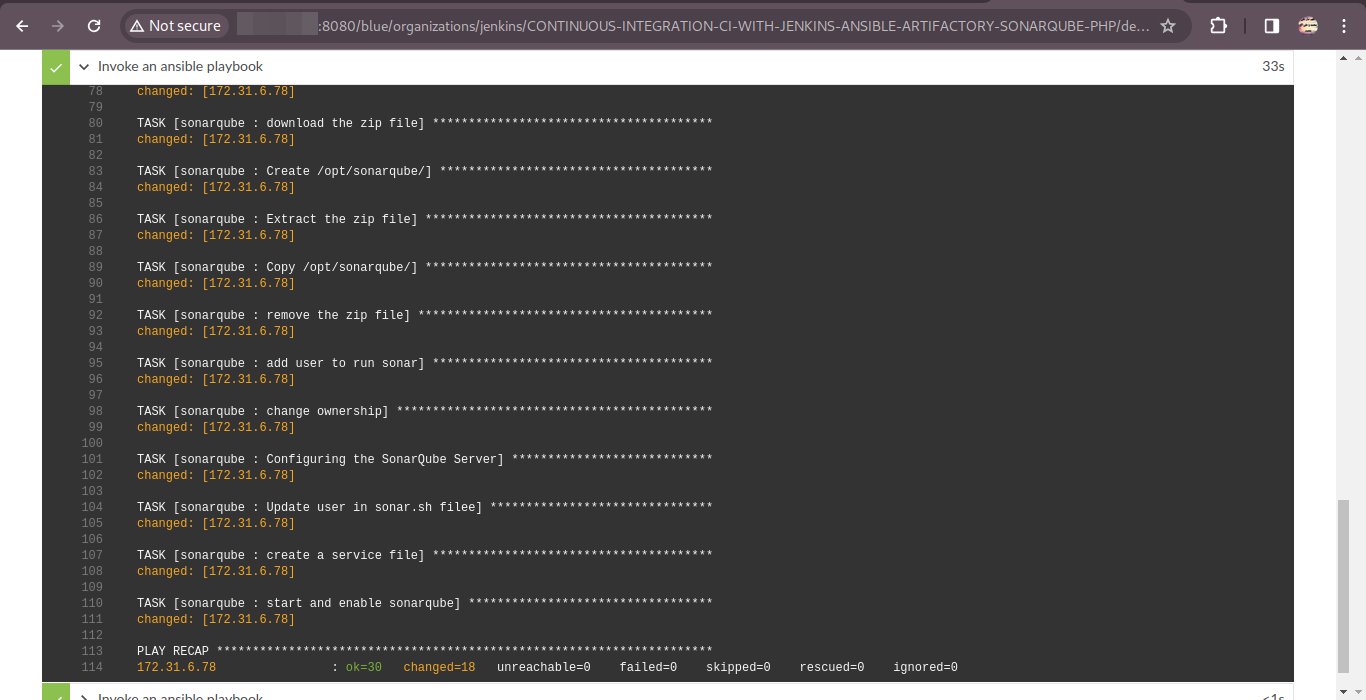 Not secure :8080/blue/organizations/jenkins/CONTINUOUS-INTEGRATION-CI-WITH-JENKINS-ANSIBLE-ARTIFACTORY-SONARQUBE-PHP/de...
Invoke an ansible playbook 33s
78 changed: [172.31.6.78]
79
80 TASK [sonarqube : download the zip file] ***************************************
81 changed: [172.31.6.78]
82
83 TASK [sonarqube : Create /opt/sonarqube/] **************************************
84 changed: [172.31.6.78]
85
86 TASK [sonarqube : Extract the zip file] ****************************************
87 changed: [172.31.6.78]
88
89 TASK [sonarqube : Copy /opt/sonarqube/] ****************************************
90 changed: [172.31.6.78]
91
92 TASK [sonarqube : remove the zip file] *****************************************
93 changed: [172.31.6.78]
94
95 TASK [sonarqube : add user to run sonar] ***************************************
96 changed: [172.31.6.78]
97
98 TASK [sonarqube : change ownership] ********************************************
99 changed: [172.31.6.78]
100
101 TASK [sonarqube : Configuring the SonarQube Server] ****************************
102 changed: [172.31.6.78]
103
104 TASK [sonarqube : Update user in sonar.sh filee] *******************************
105 changed: [172.31.6.78]
106
107 TASK [sonarqube : create a service file] ***************************************
108 changed: [172.31.6.78]
109
110 TASK [sonarqube : start and enable sonarqube] **********************************
111 changed: [172.31.6.78]
112
113 PLAY RECAP *********************************************************************
114 172.31.6.78 : ok=30 changed=18 unreachable=0 failed=0 skipped=0 rescued=0 ignored=0
Invoke an ansible playbook <1s